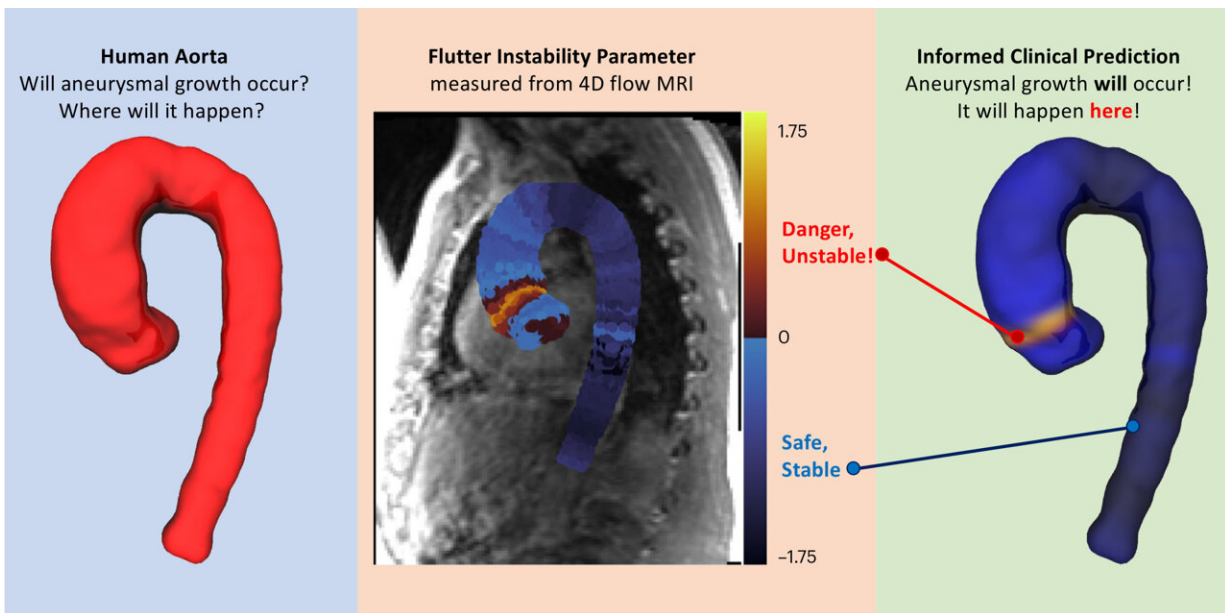 Human Aorta
Will aneurysmal growth occur?
Where will it happen?
Flutter Instability Parameter
measured from 4D flow MRI
1.75
0
−1.75
Informed Clinical Prediction
Aneurysmal growth will occur!
It will happen here!
Danger,
Unstable!
Safe,
Stable